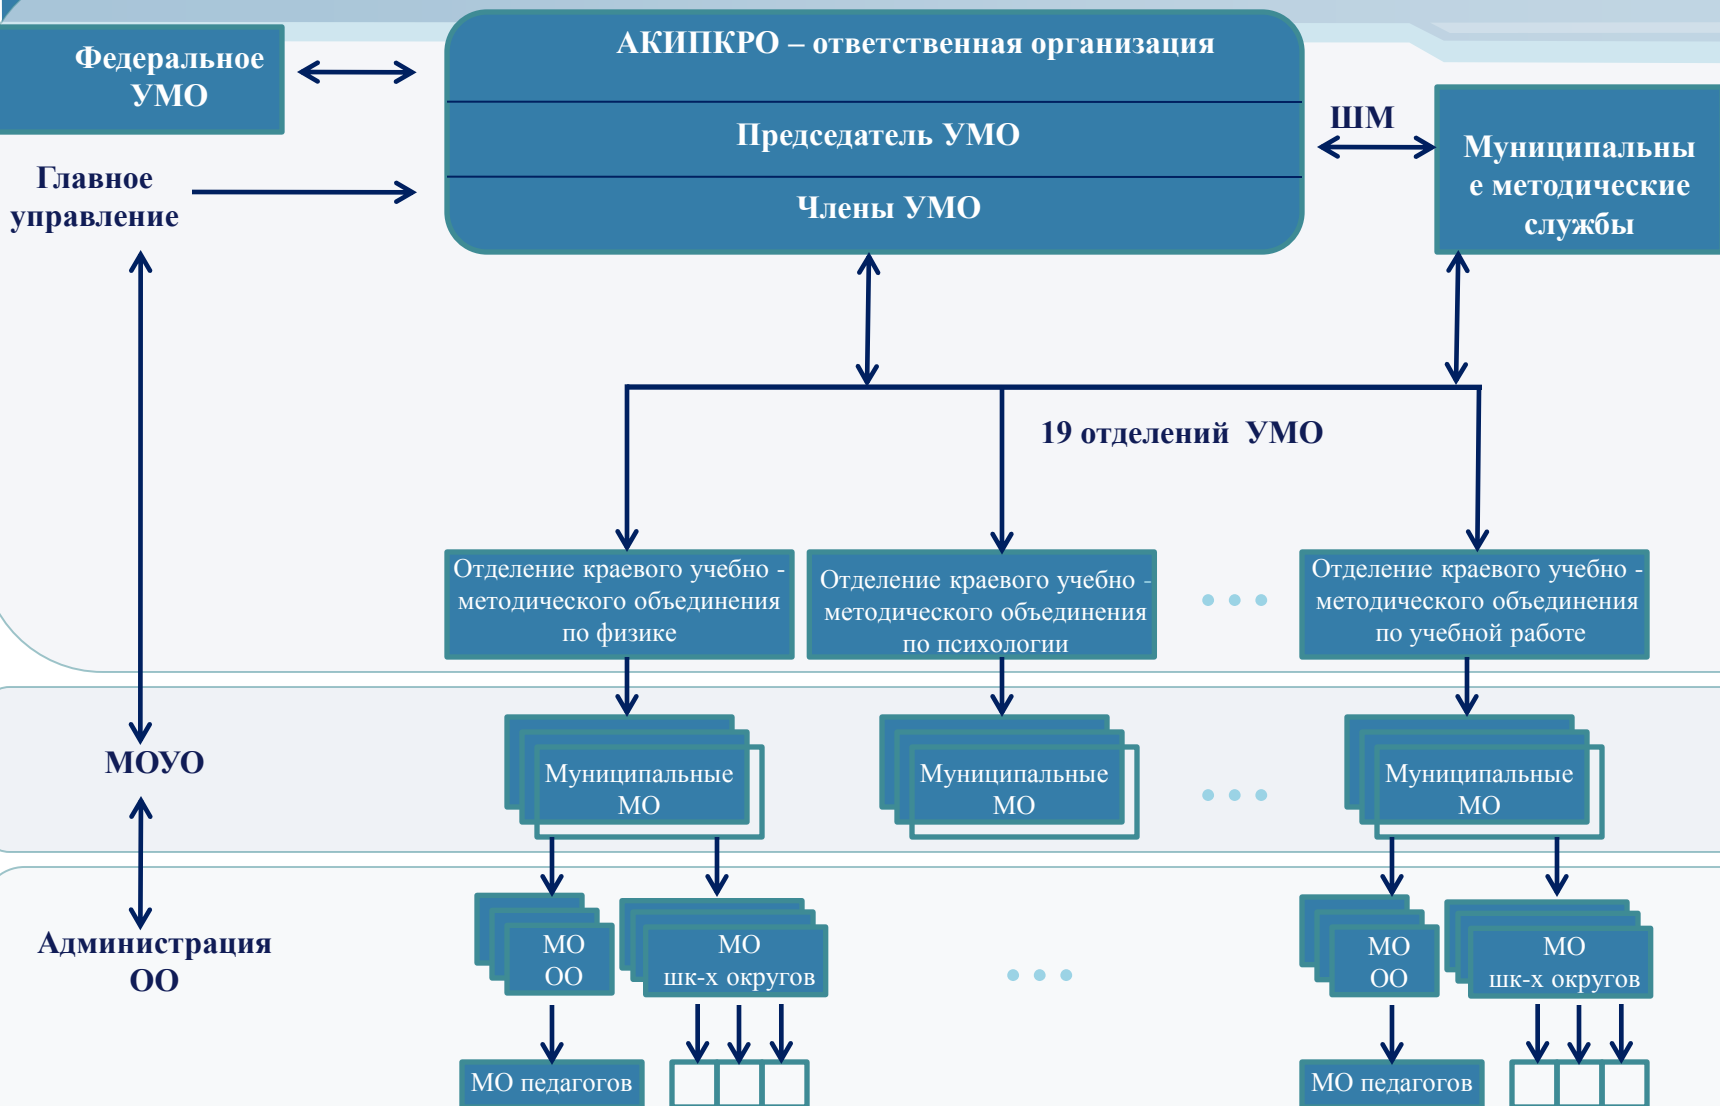 Федеральное
УМО
АКИПКРО – ответственная организация
Председатель УМО
Члены УМО
ШМ
Муниципальны
е методические
службы
Главное
управление
19 отделений УМО
Отделение краевого учебно -
методического объединения
по физике
Отделение краевого учебно -
методического объединения
по психологии
Отделение краевого учебно -
методического объединения
по учебной работе
МОУО
Муниципальные
МО
Муниципальные
МО
Муниципальные
МО
Администрация
ОО
МО
ОО
МО
шк-х округов
МО
ОО
МО
шк-х округов
МО педагогов
МО педагогов